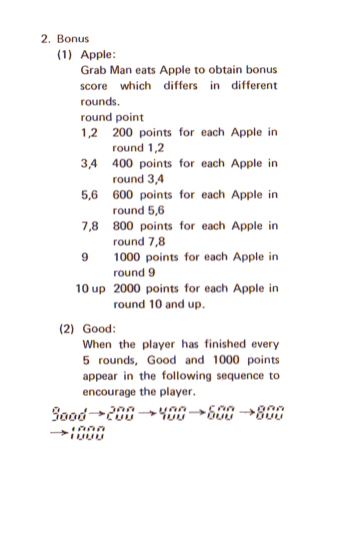 2. Bonus
(1) Apple:
Grab Man eats Apple to obtain bonus
score which differs in different
rounds.
round point
1,2 200 points for each Apple in
round 1,2
3,4 400 points for each Apple in
round 3,4
5,6 600 points for each Apple in
round 5,6
7,8 800 points for each Apple in
round 7,8
9 1000 points for each Apple in
round 9
10 up 2000 points for each Apple in
round 10 and up.
(2) Good:
When the player has finished every
5 rounds, Good and 1000 points
appear in the following sequence to
encourage the player.
good→200→400→600→800
→1000